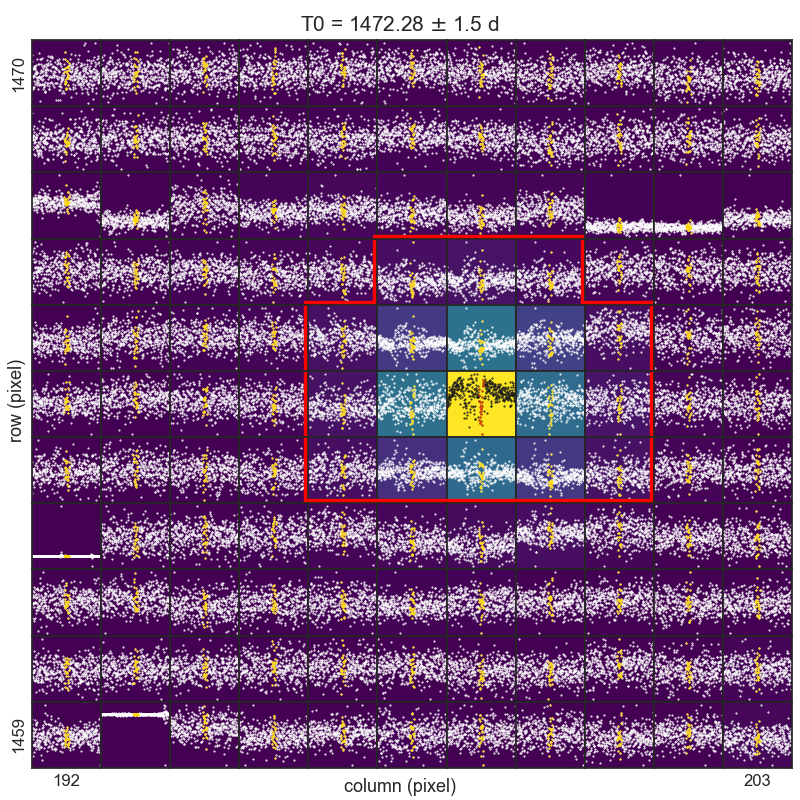 T0 = 1472.28 ± 1.5 d
1470
row (pixel)
1459
192
203
column (pixel)